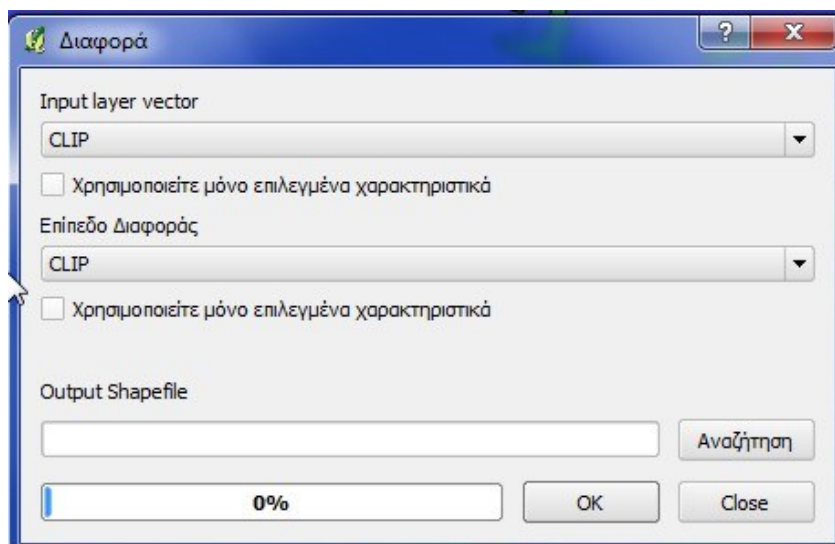 Διαφορά
Input layer vector
CLIP
Χρησιμοποιείτε μόνο επιλεγμένα χαρακτηριστικά
Επίπεδο Διαφοράς
CLIP
Χρησιμοποιείτε μόνο επιλεγμένα χαρακτηριστικά
Output Shapefile
Αναζήτηση
0%
OK
Close